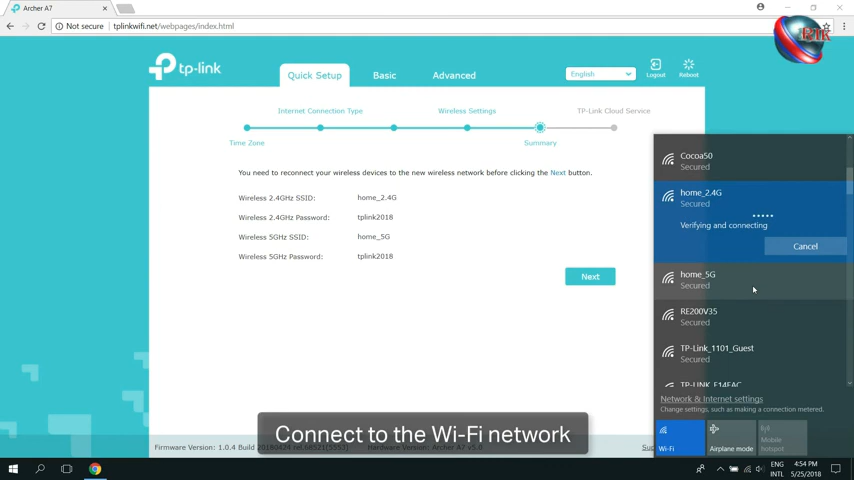 Archer A7
Not secure | tplinkwifi.net/webpages/index.html
tp-link
Quick Setup
Basic
Advanced
English
Logout
Reboot
Internet Connection Type
Wireless Settings
TP-Link Cloud Service
Time Zone
Summary
You need to reconnect your wireless devices to the new wireless network before clicking the Next button.
Wireless 2.4GHz SSID: home_2.4G
Wireless 2.4GHz Password: tplink2018
Wireless 5GHz SSID: home_5G
Wireless 5GHz Password: tplink2018
Next
Cocoa50
Secured
home_2.4G
Secured
Verifying and connecting
Cancel
home_5G
Secured
RE200V35
Secured
TP-Link_1101_Guest
Secured
TP-LINK_E14EAC
Network & Internet settings
Change settings, such as making a connection metered.
Wi-Fi
Airplane mode
Mobile
hotspot
Connect to the Wi-Fi network
Firmware Version: 1.0.4 Build
Hardware Version: Archer A7 v5.0
ENG
INTL
4:54 PM
5/25/2018